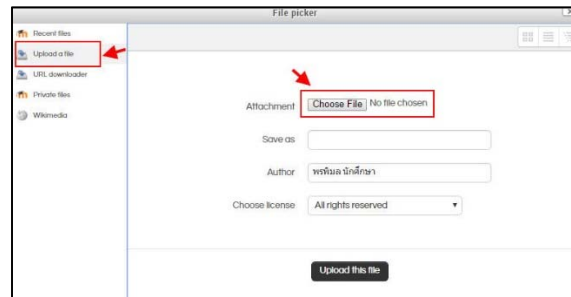 File picker
Recent files
Upload a file
URL downloader
Private files
Wikimedia
Attachment Choose File No file chosen
Save as
Author พรพิมล นักศึกษา
Choose license All rights reserved
Upload this file